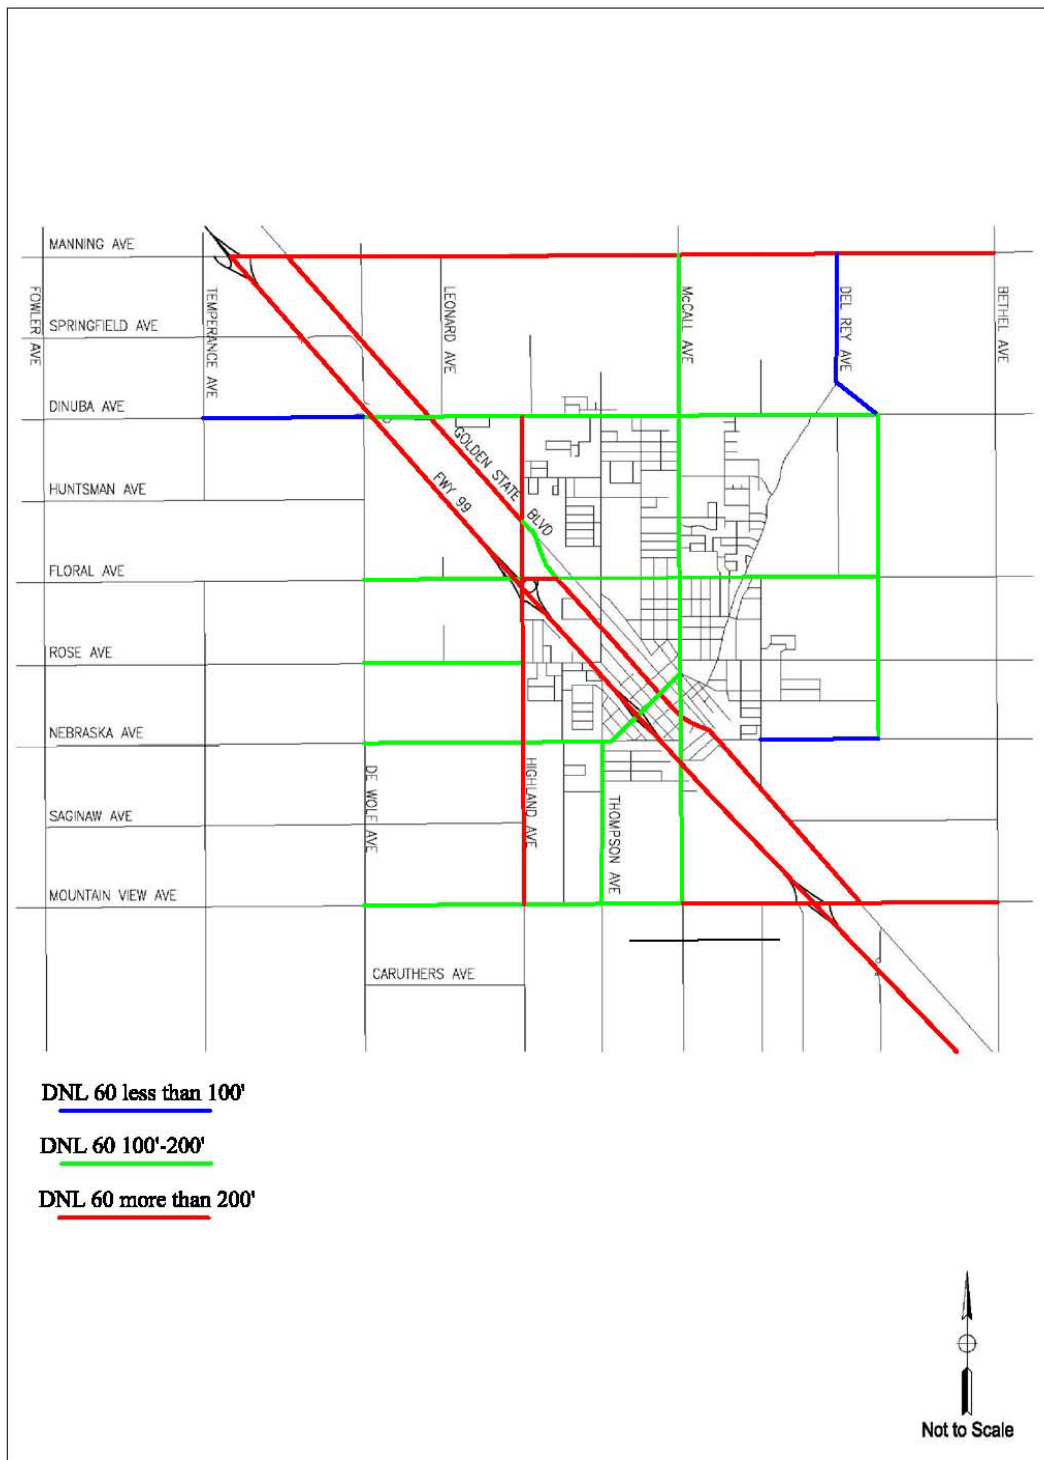 MANNING AVE
FOWLER AVE
TEMPERANCE AVE
LEONARD AVE
McCALL AVE
DEL REY AVE
BETHEL AVE
SPRINGFIELD AVE
DINUBA AVE
GOLDEN STATE BLVD
FWY 99
HUNTSMAN AVE
FLORAL AVE
ROSE AVE
NEBRASKA AVE
DE WOLF AVE
HIGHLAND AVE
THOMPSON AVE
SAGINAW AVE
MOUNTAIN VIEW AVE
CARUTHERS AVE
DNL 60 less than 100'
DNL 60 100'-200'
DNL 60 more than 200'
Not to Scale